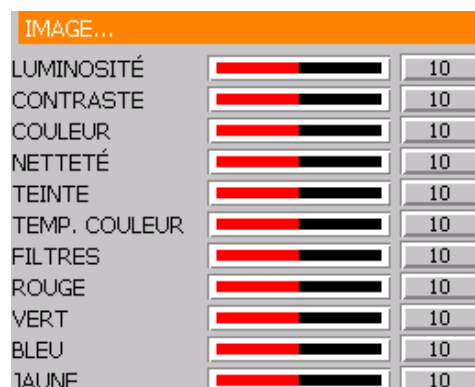 IMAGE...
LUMINOSITÉ 10
CONTRASTE 10
COULEUR 10
NETTETÉ 10
TEINTE 10
TEMP. COULEUR 10
FILTRES 10
ROUGE 10
VERT 10
BLEU 10
JAUNE 10